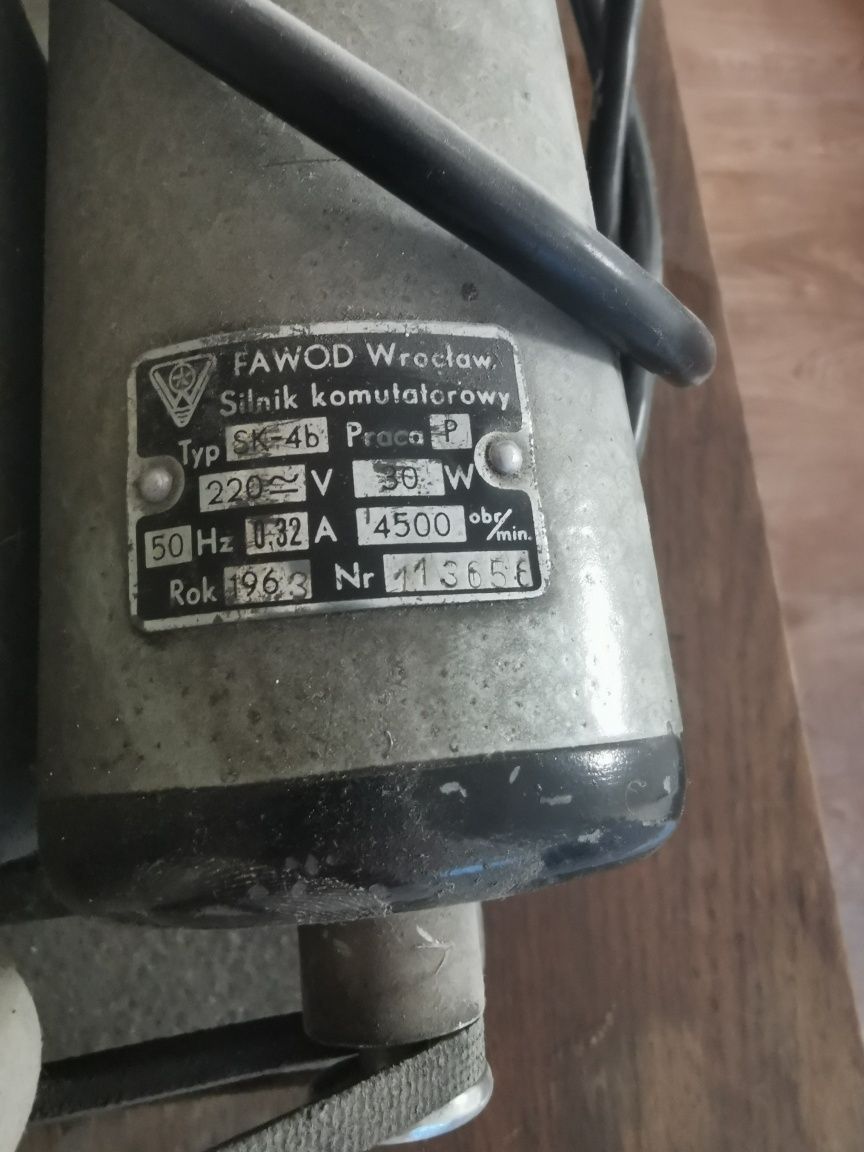 FAWOD Wrocław.
Silnik komutatorowy
Typ SK-4b Praca P
220≂ V 30 W
50 Hz 0,32 A 4500 obr/min.
Rok 1963 Nr 113656